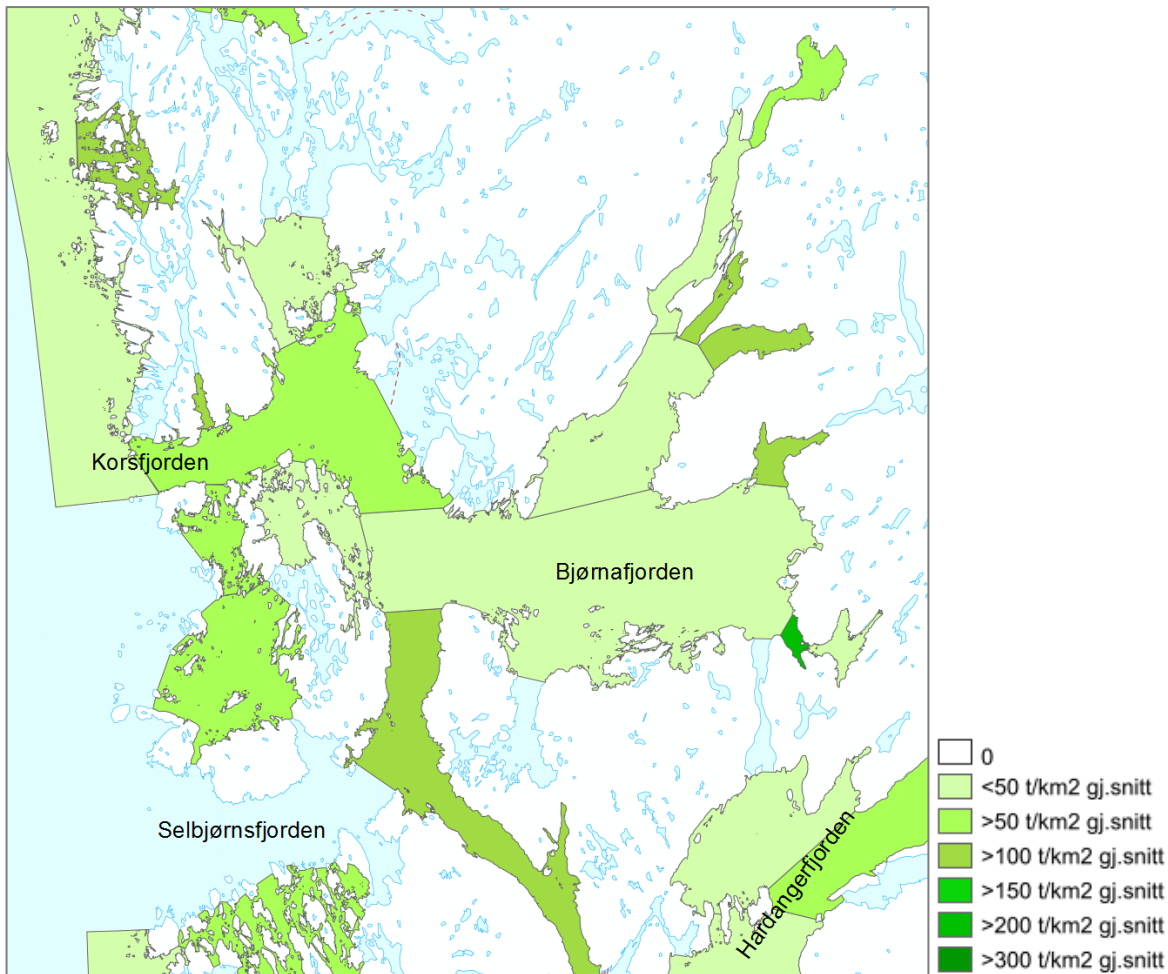 Korsfjorden
Bjørnafjorden
Selbjørnsfjorden
Hardangerfjorden
0
<50 t/km2 gj.snitt
>50 t/km2 gj.snitt
>100 t/km2 gj.snitt
>150 t/km2 gj.snitt
>200 t/km2 gj.snitt
>300 t/km2 gj.snitt